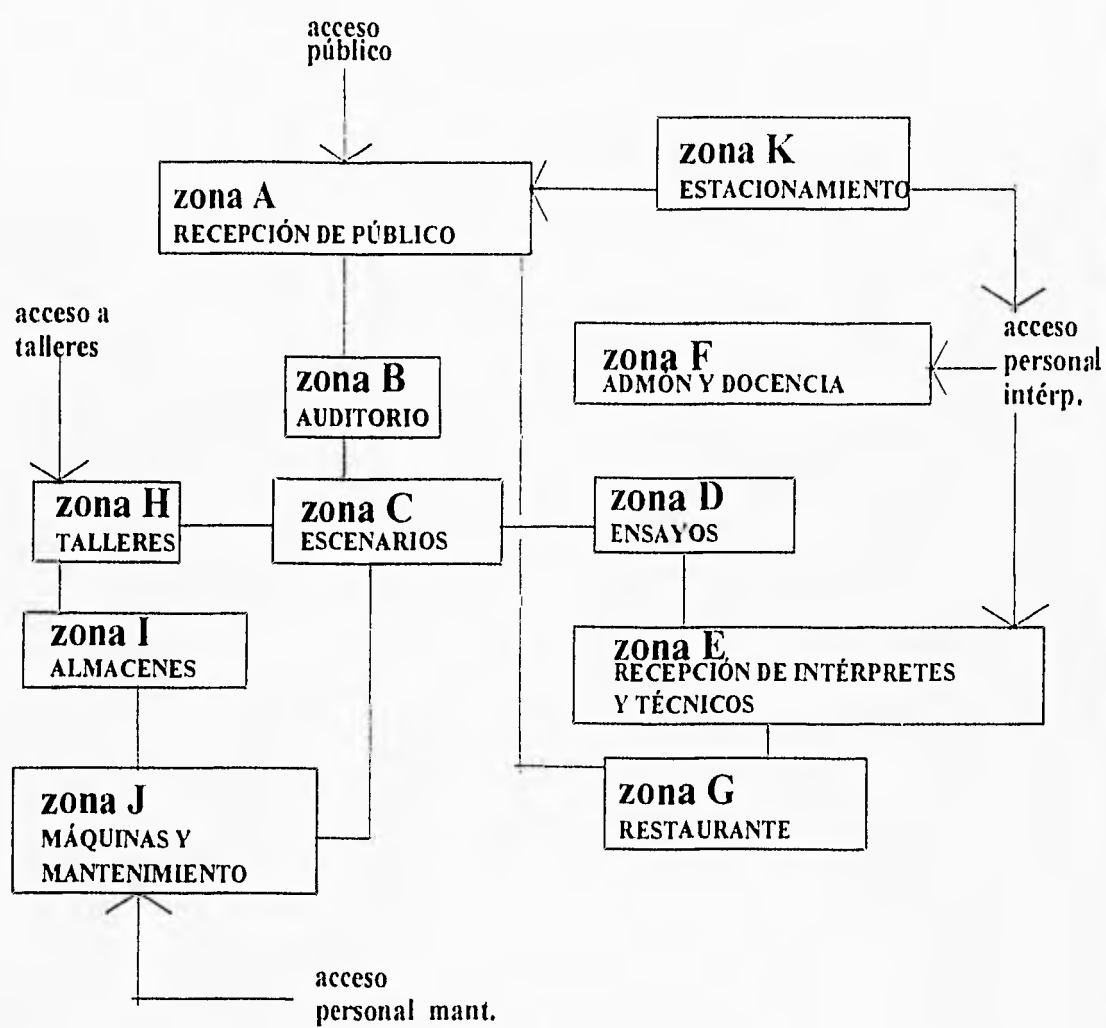 acceso
público
zona K
ESTACIONAMIENTO
zona A
RECEPCIÓN DE PÚBLICO
acceso a
talleres
acceso
personal
intérp.
zona F
ADMÓN Y DOCENCIA
zona B
AUDITORIO
zona H
TALLERES
zona C
ESCENARIOS
zona D
ENSAYOS
zona I
ALMACENES
zona E
RECEPCIÓN DE INTÉRPRETES
Y TÉCNICOS
zona J
MÁQUINAS Y
MANTENIMIENTO
zona G
RESTAURANTE
acceso
personal mant.